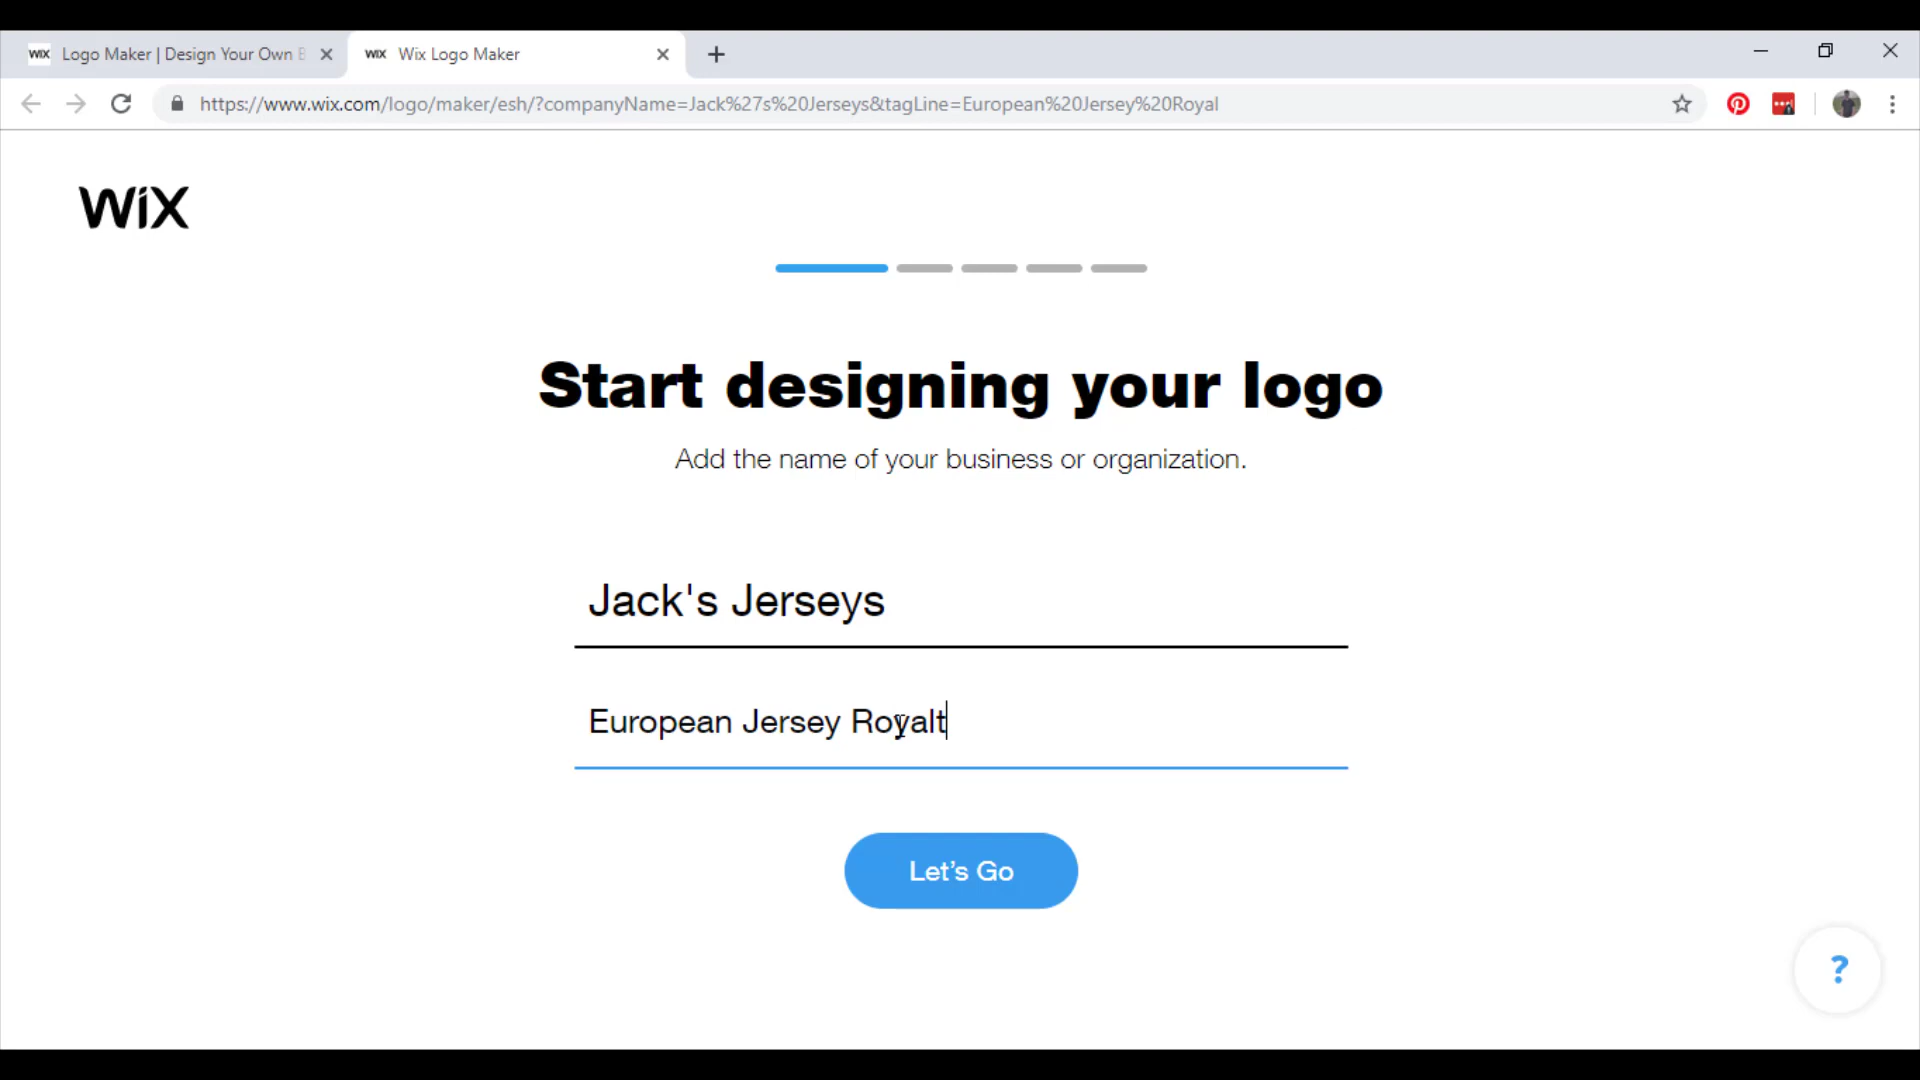 WiX Logo Maker | Design Your Own B
WiX Wix Logo Maker
https://www.wix.com/logo/maker/esh/?companyName=Jack%27s%20Jerseys&tagLine=European%20Jersey%20Royal
WiX
Start designing your logo
Add the name of your business or organization.
Jack's Jerseys
European Jersey Royalt
Let's Go
?